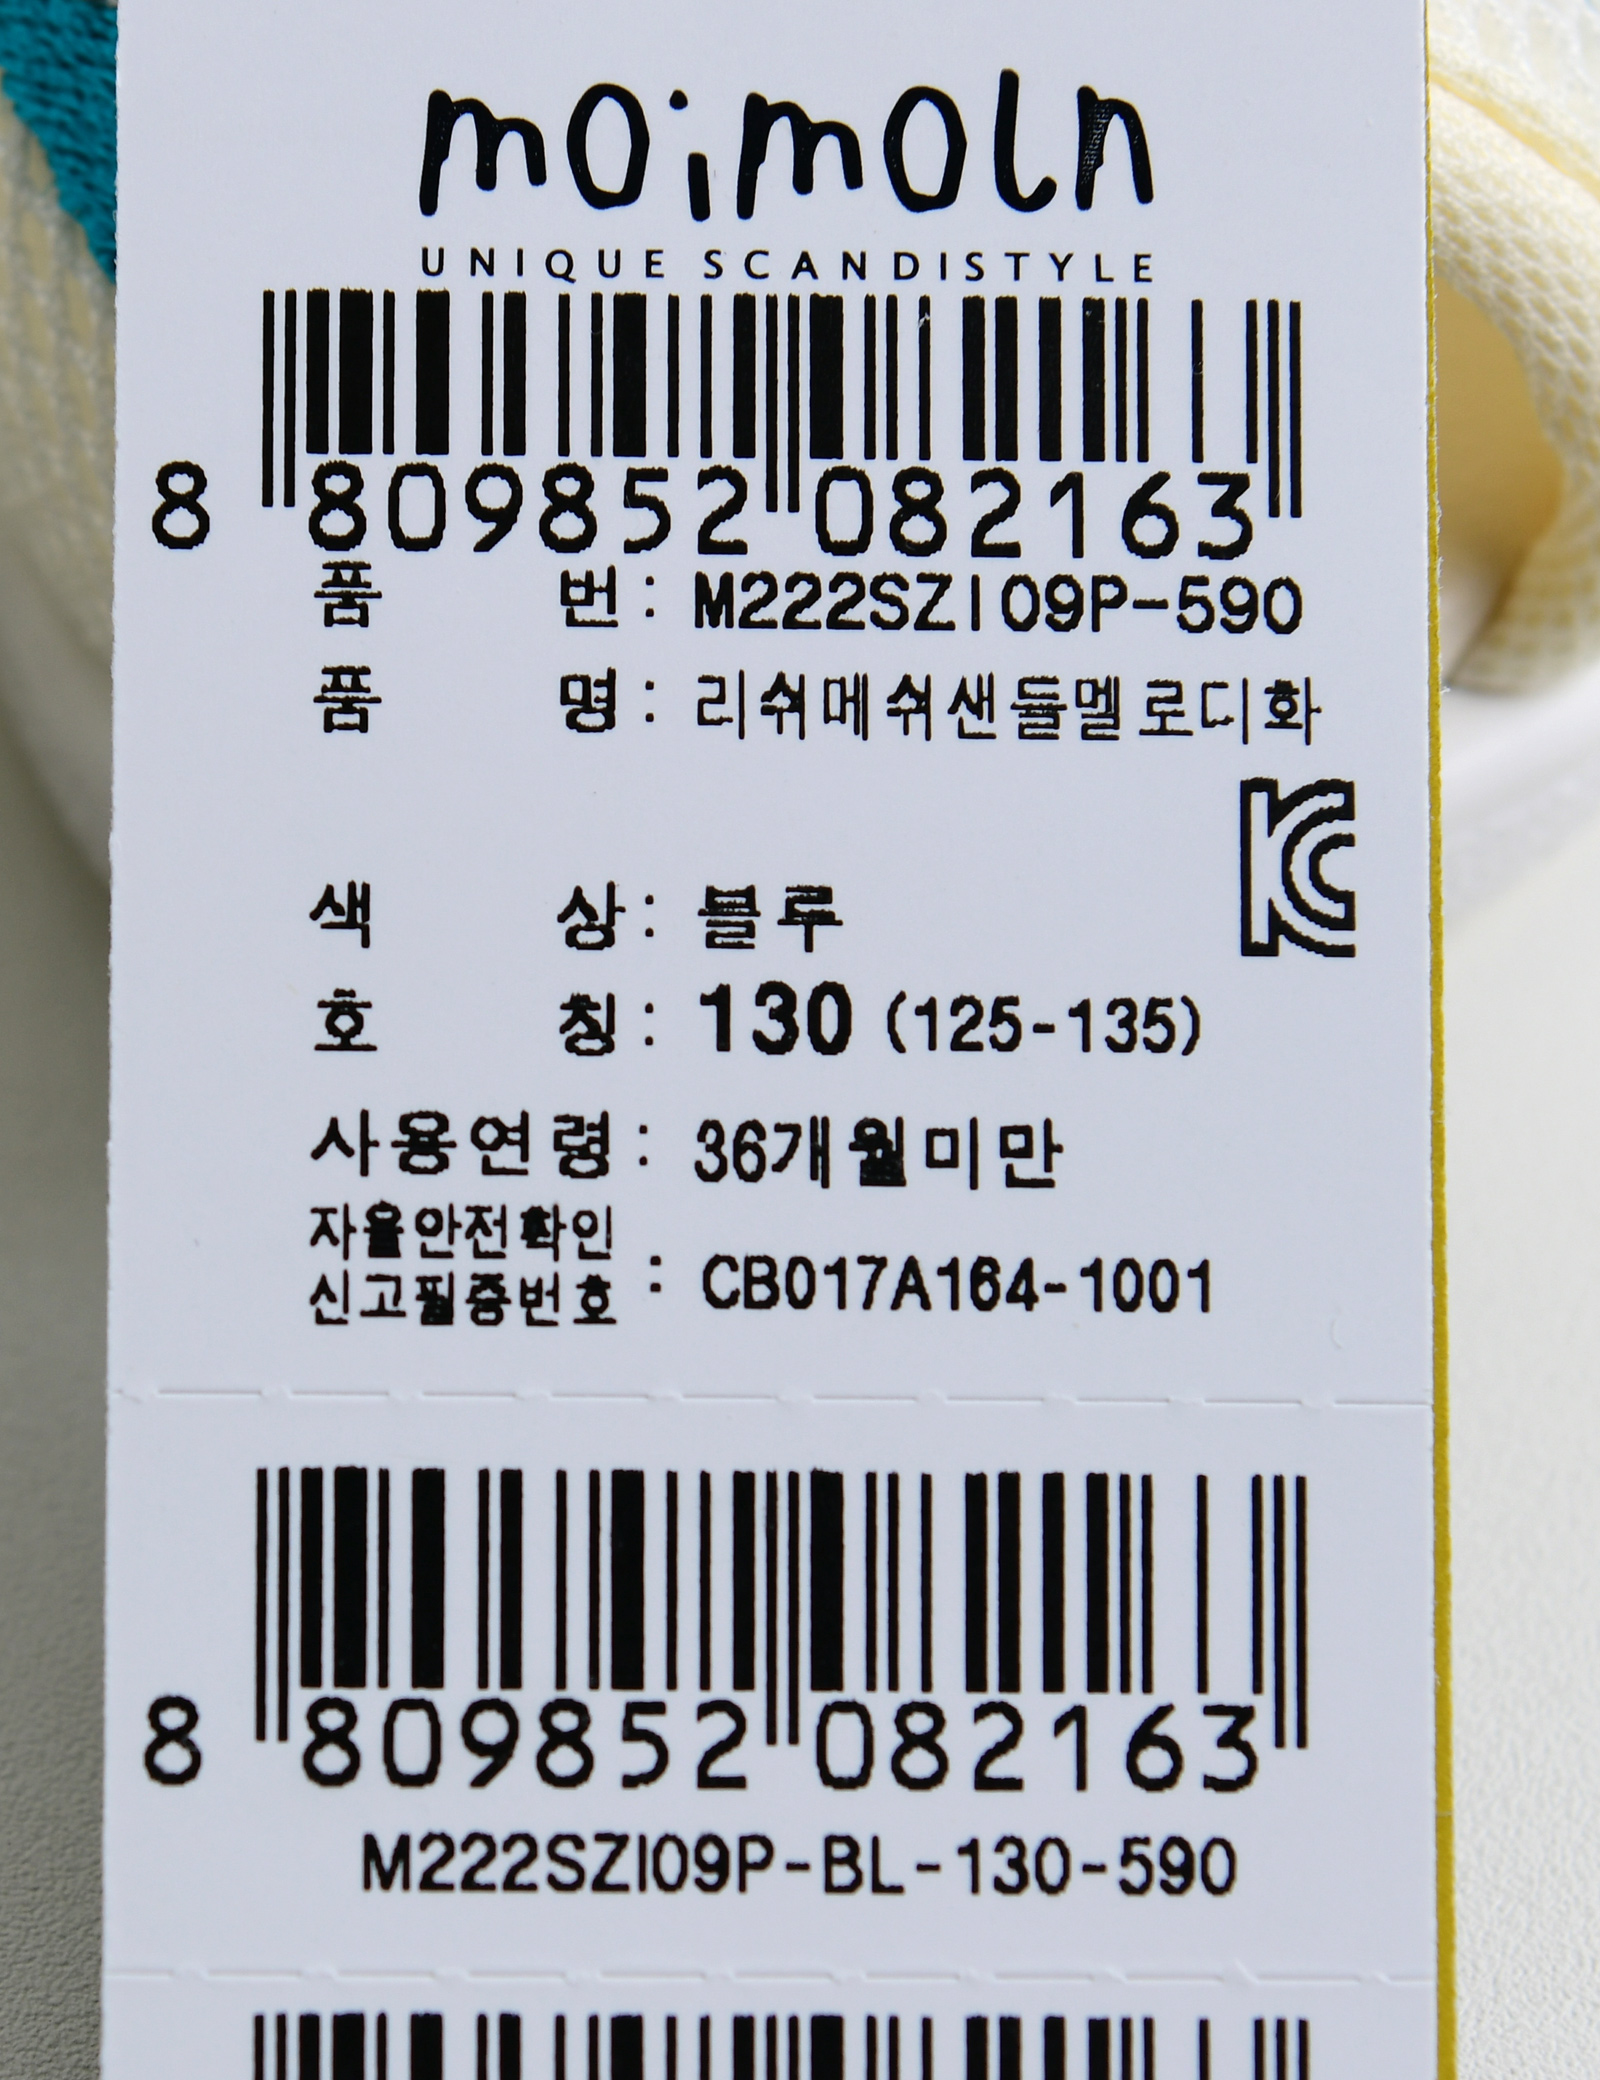 moimoln
UNIQUE SCANDISTYLE
8 809852 082163
품 번 : M222SZI09P-590
품 명 : 리쉬메쉬샌듈멜로디화
KC
색 상 : 블루
호 칭 : 130 (125-135)
사용연령 : 36개월미만
자율안전확인
신고필증번호 : CB017A164-1001
8 809852 082163
M222SZI09P-BL-130-590